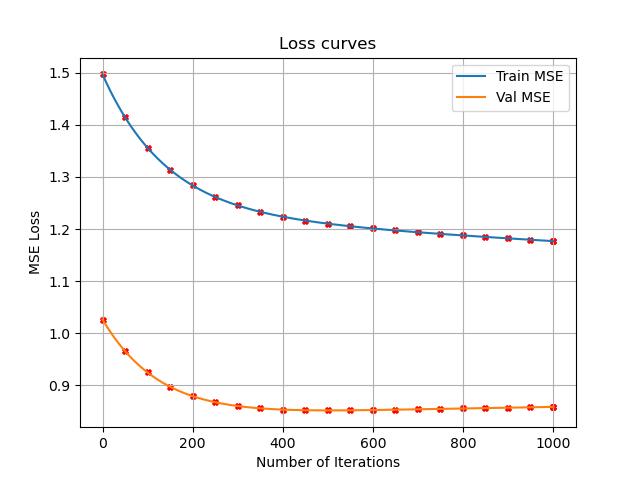 Loss curves
Train MSE
Val MSE
1.5
1.4
1.3
1.2
1.1
1.0
0.9
MSE Loss
0 200 400 600 800 1000
Number of Iterations